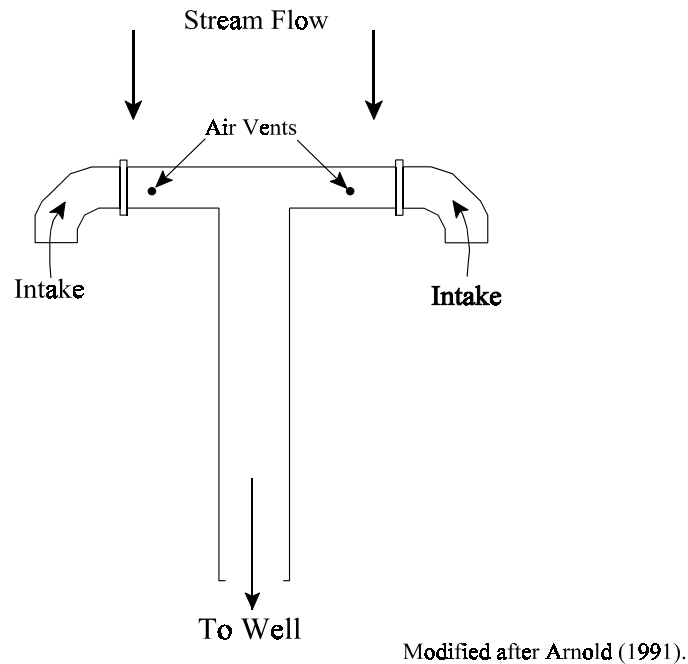 Stream Flow
Air Vents
Intake
Intake
To Well
Modified after Arnold (1991).